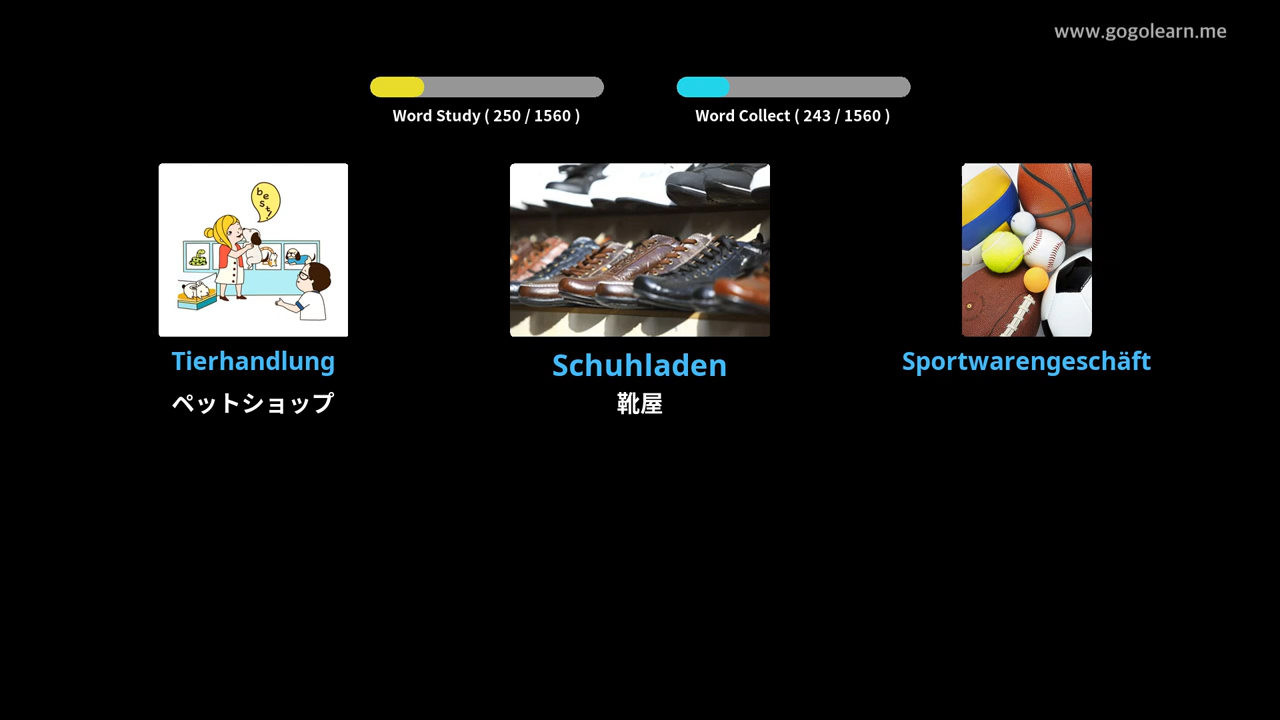 www.gogolearn.me
Word Study ( 250 / 1560 )
Word Collect ( 243 / 1560 )
best
Tierhandlung
Schuhladen
Sportwarengeschäft
ペットショップ
靴屋